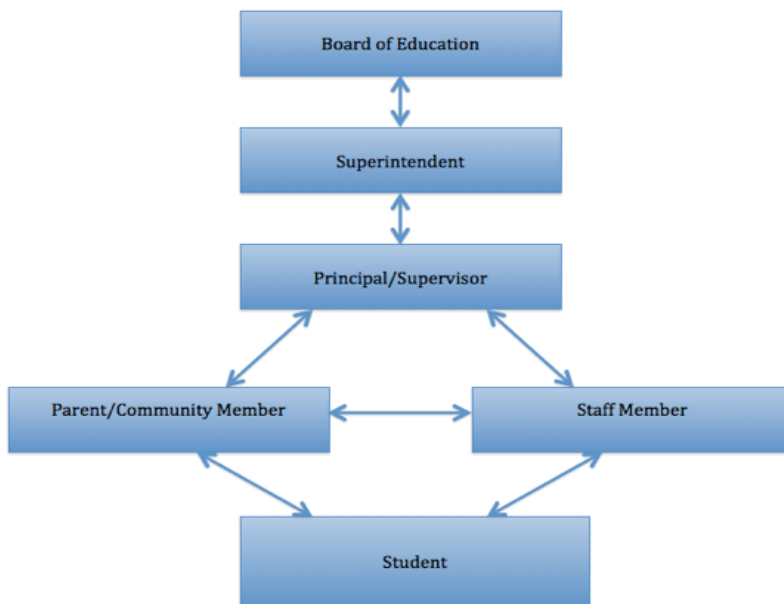 Board of Education
Superintendent
Principal/Supervisor
Parent/Community Member
Staff Member
Student